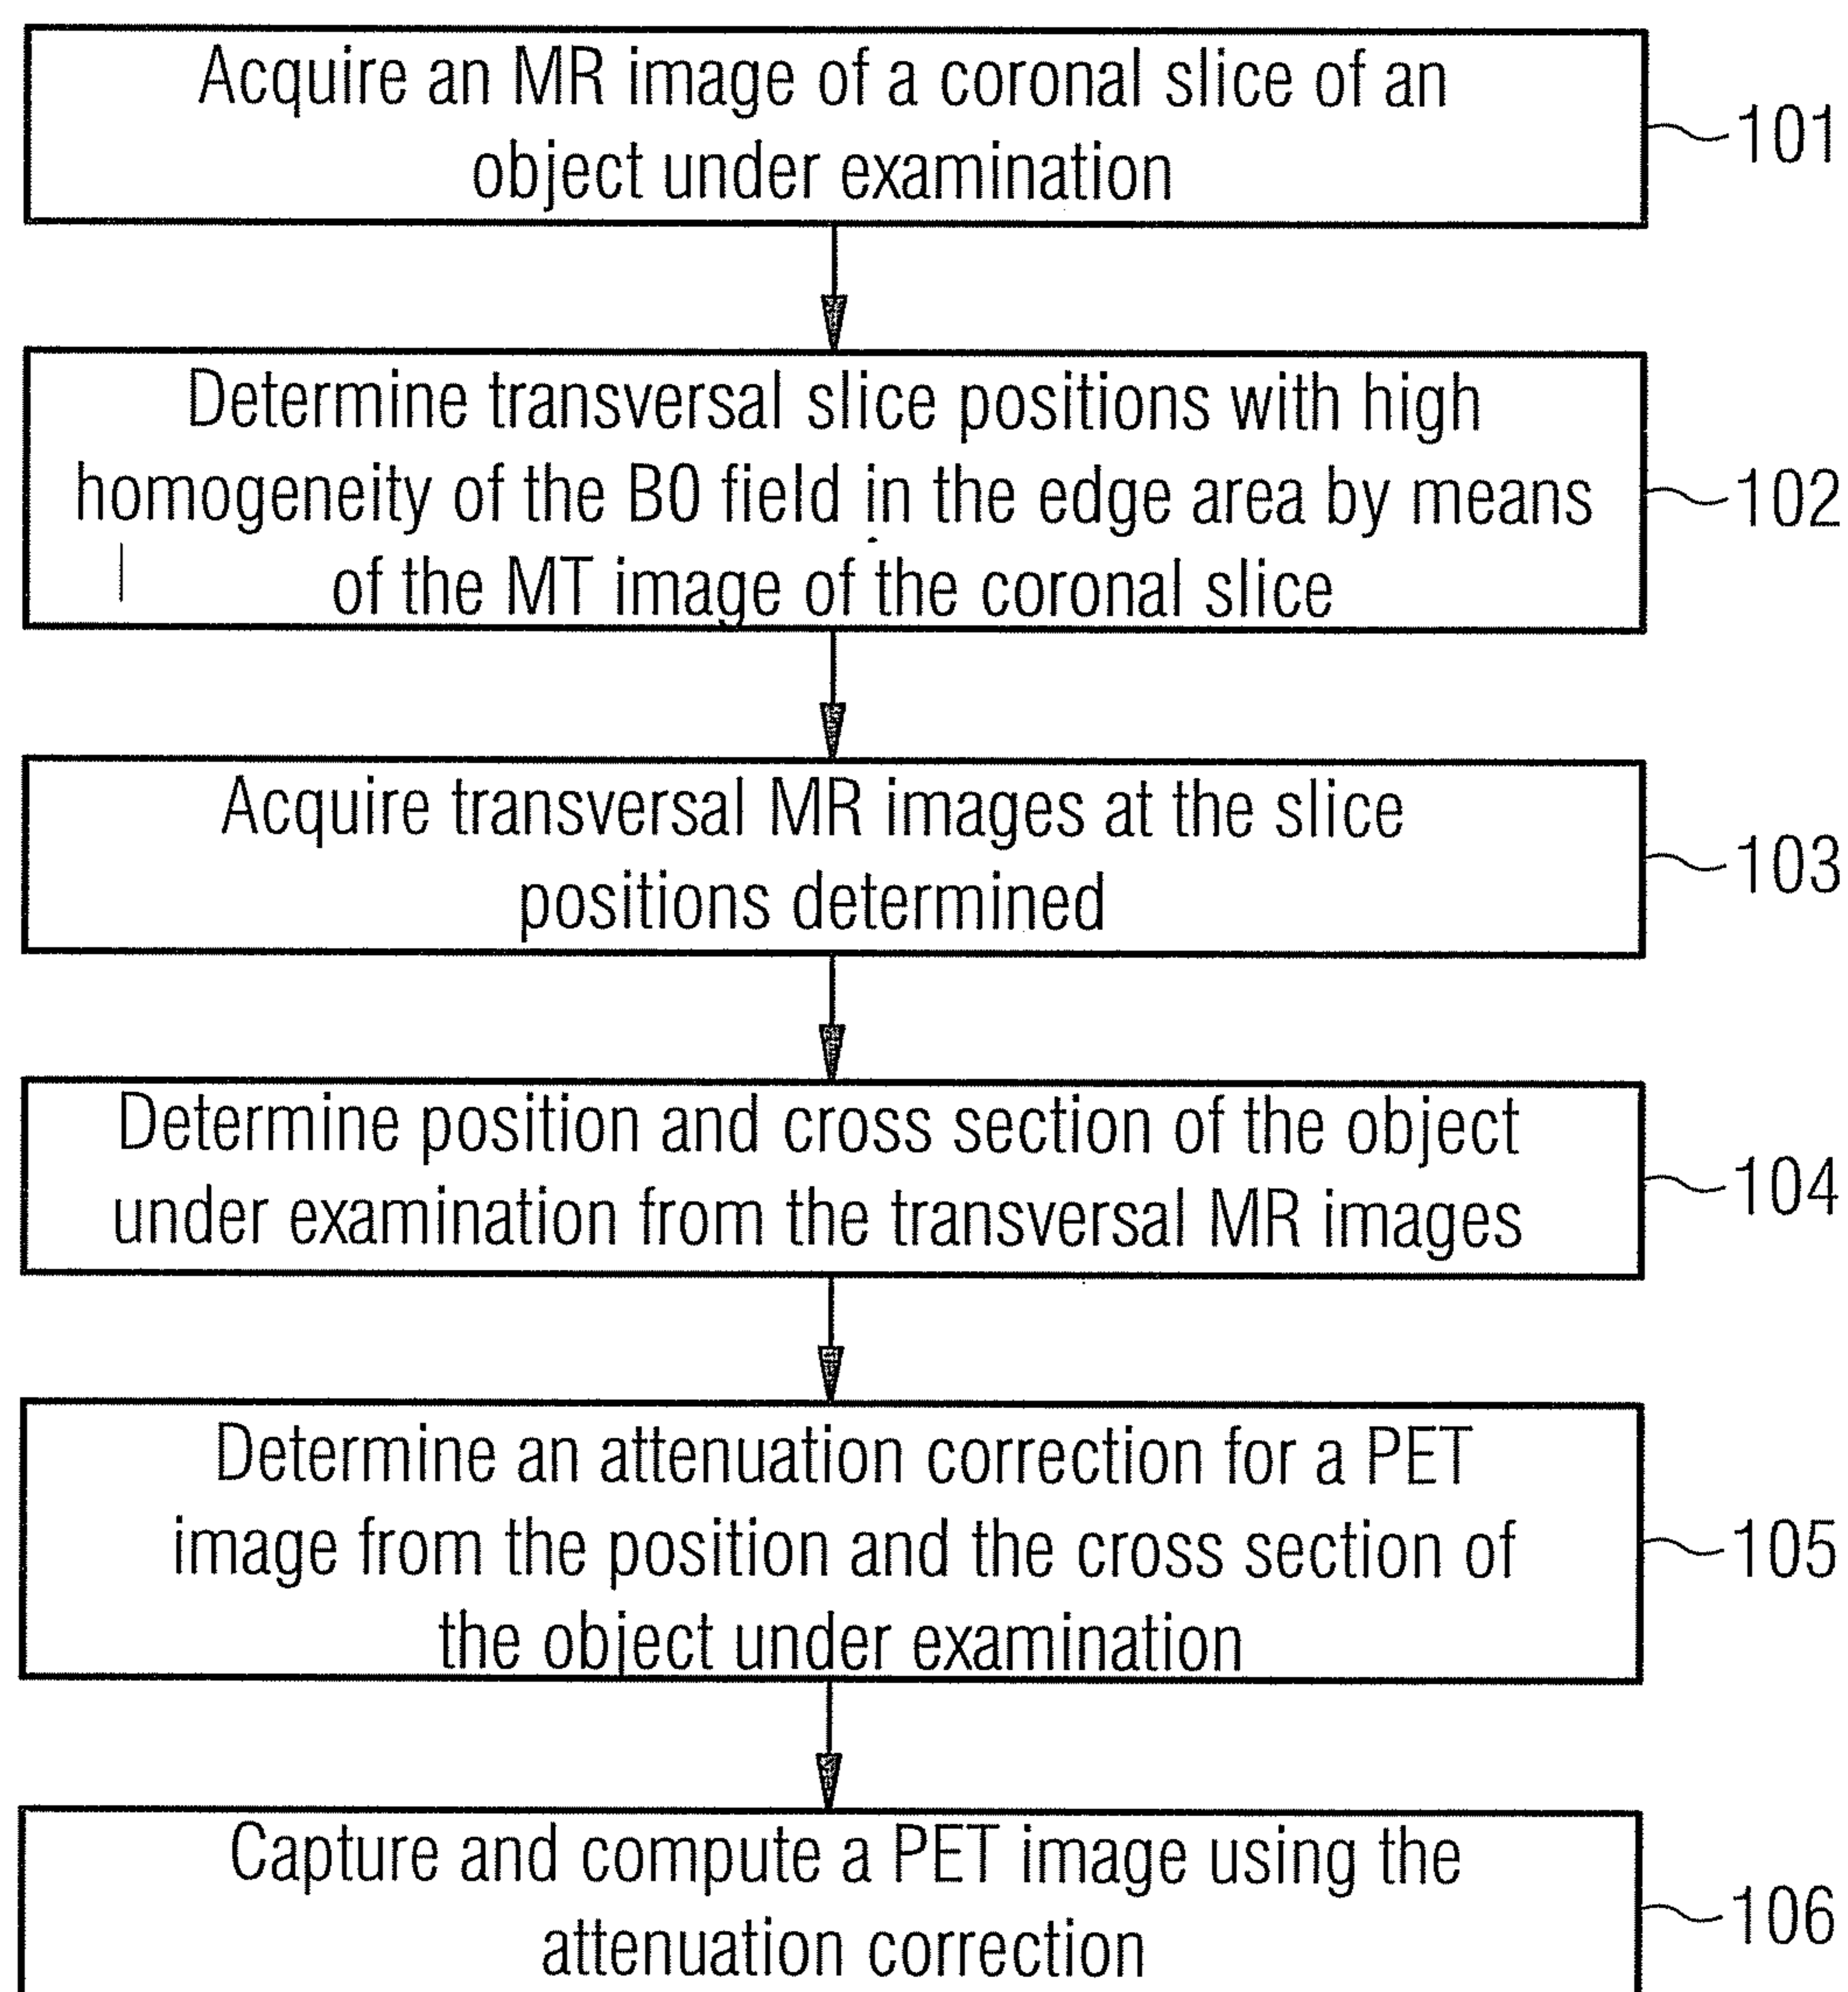 Acquire an MR image of a coronal slice of an
object under examination
101
Determine transversal slice positions with high
homogeneity of the B0 field in the edge area by means
of the MT image of the coronal slice
102
Acquire transversal MR images at the slice
positions determined
103
Determine position and cross section of the object
under examination from the transversal MR images
104
Determine an attenuation correction for a PET
image from the position and the cross section of
the object under examination
105
Capture and compute a PET image using the
attenuation correction
106